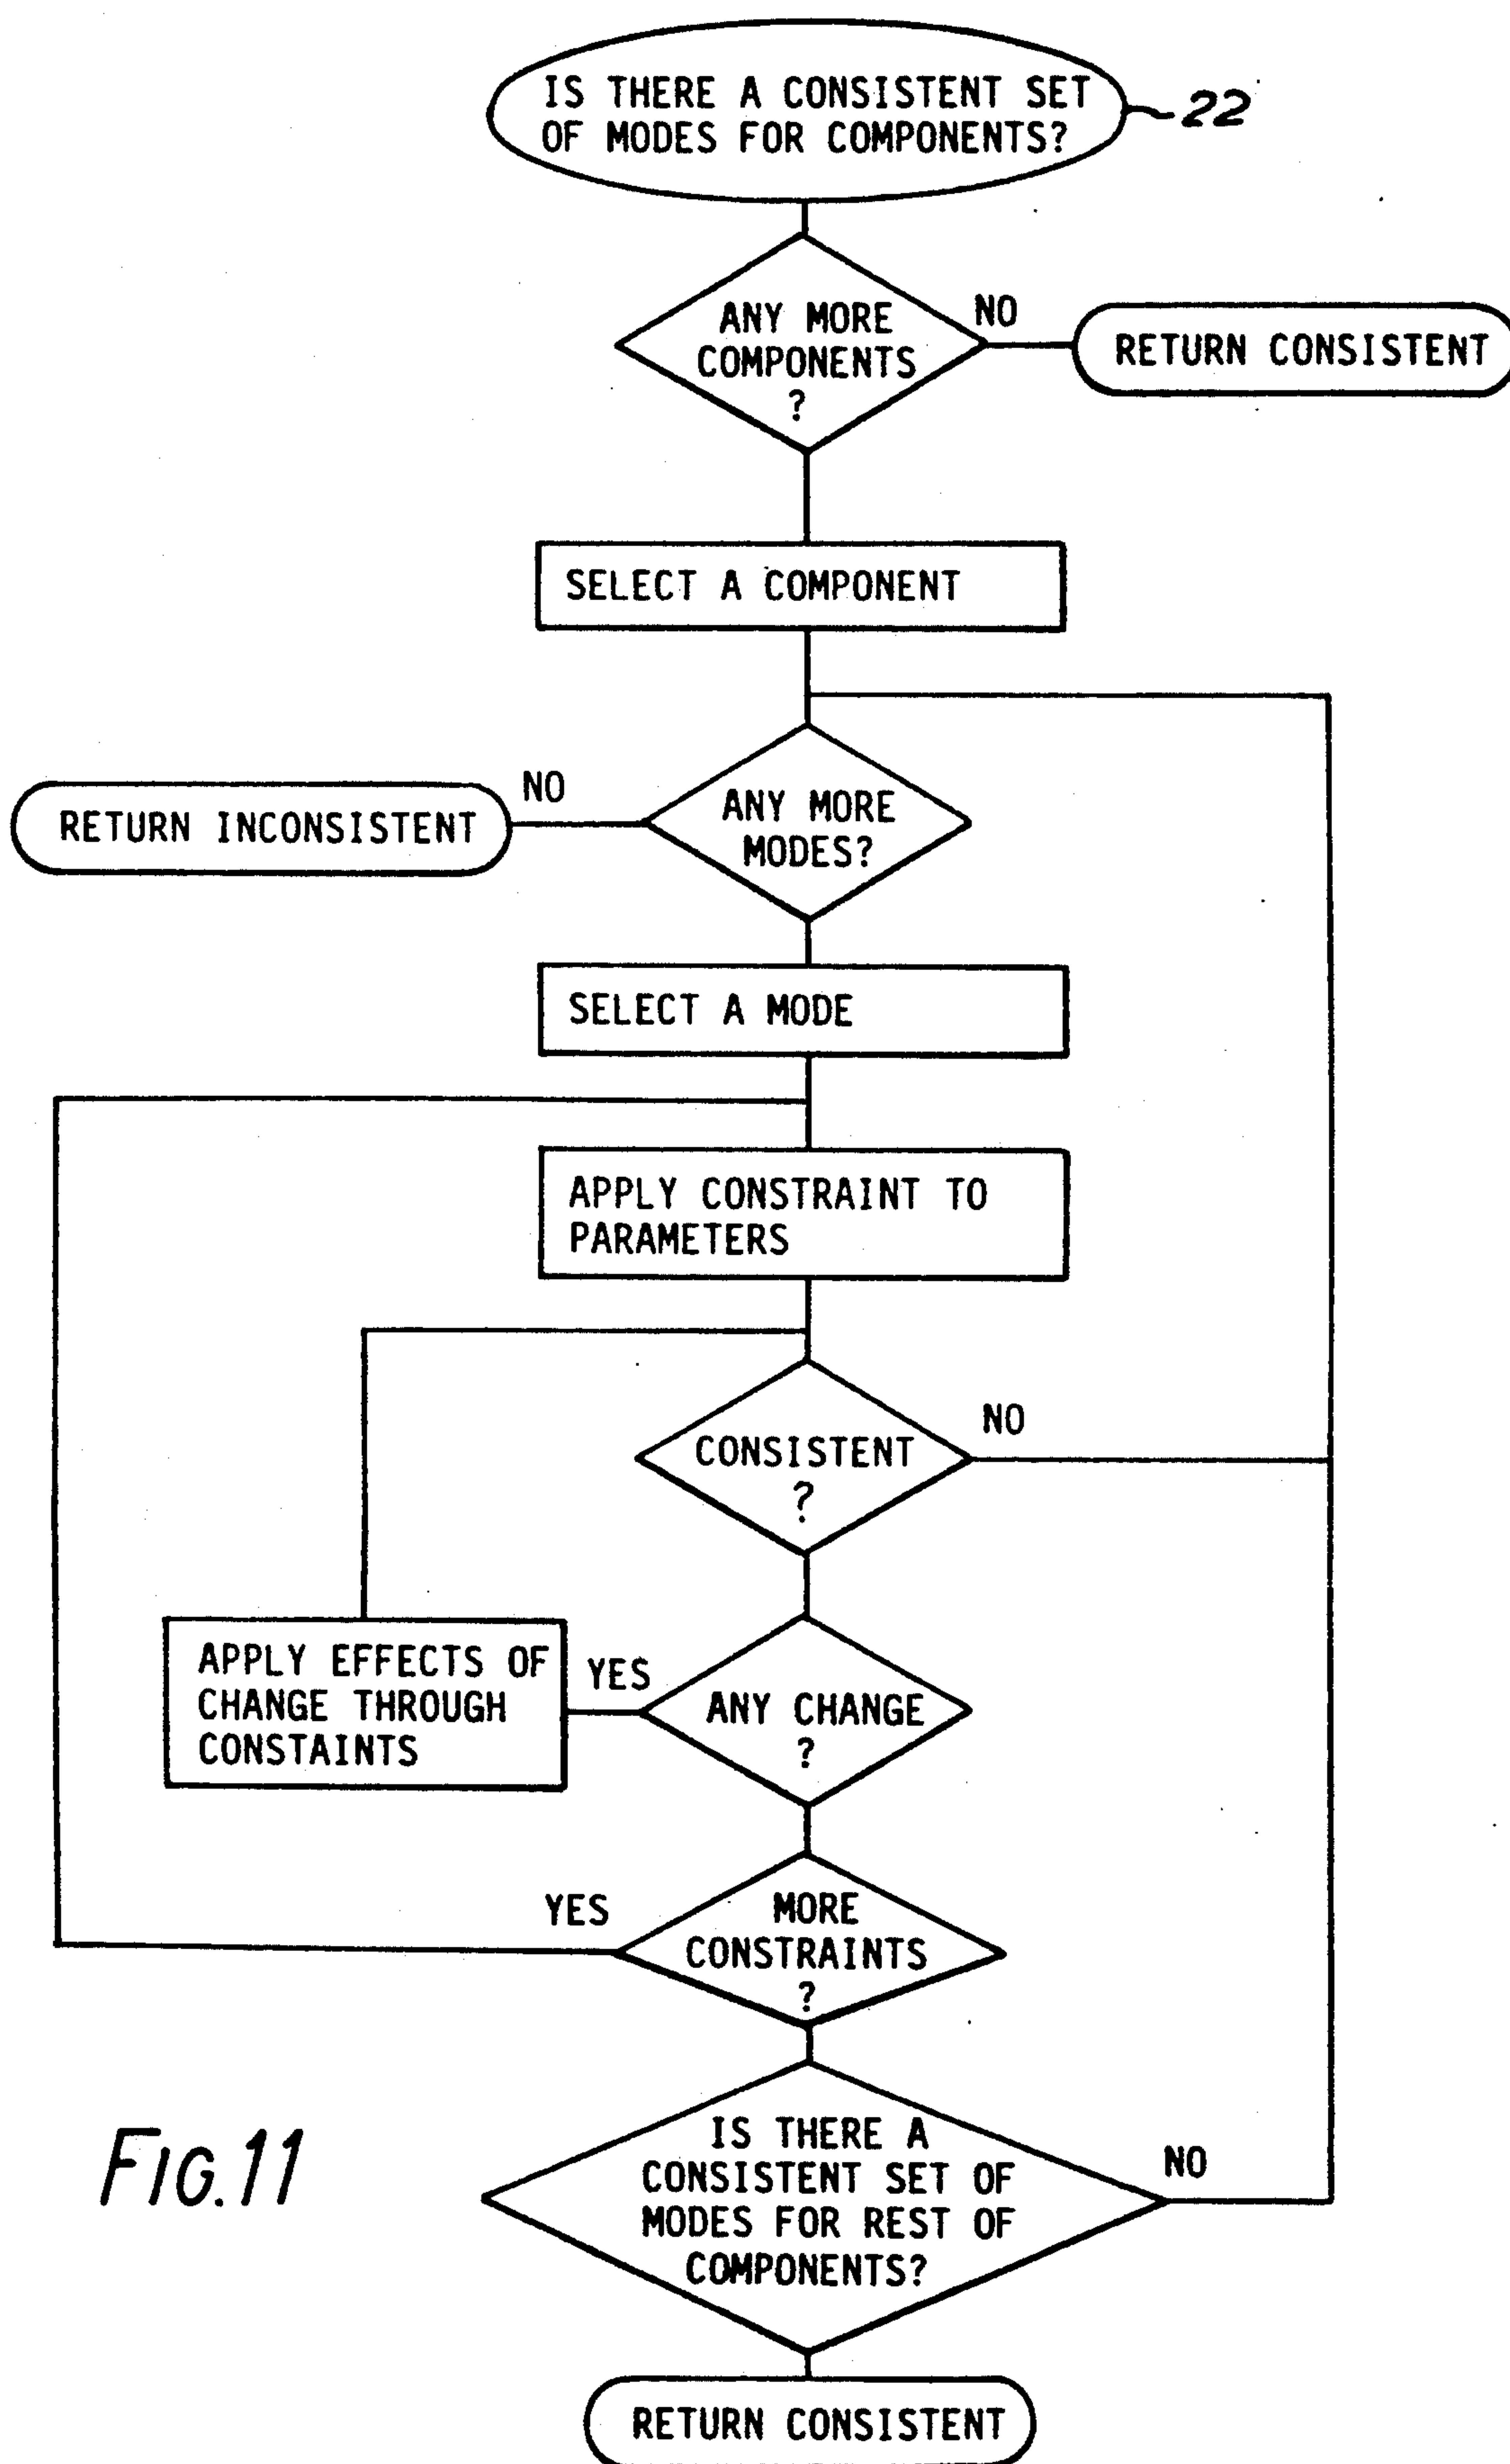 IS THERE A CONSISTENT SET
OF MODES FOR COMPONENTS?
22
ANY MORE
COMPONENTS
?
NO
RETURN CONSISTENT
SELECT A COMPONENT
NO
RETURN INCONSISTENT
ANY MORE
MODES?
SELECT A MODE
APPLY CONSTRAINT TO
PARAMETERS
CONSISTENT
?
NO
APPLY EFFECTS OF
CHANGE THROUGH
CONSTAINTS
YES
ANY CHANGE
?
YES
MORE
CONSTRAINTS
?
IS THERE A
CONSISTENT SET OF
MODES FOR REST OF
COMPONENTS?
NO
RETURN CONSISTENT
FIG. 11